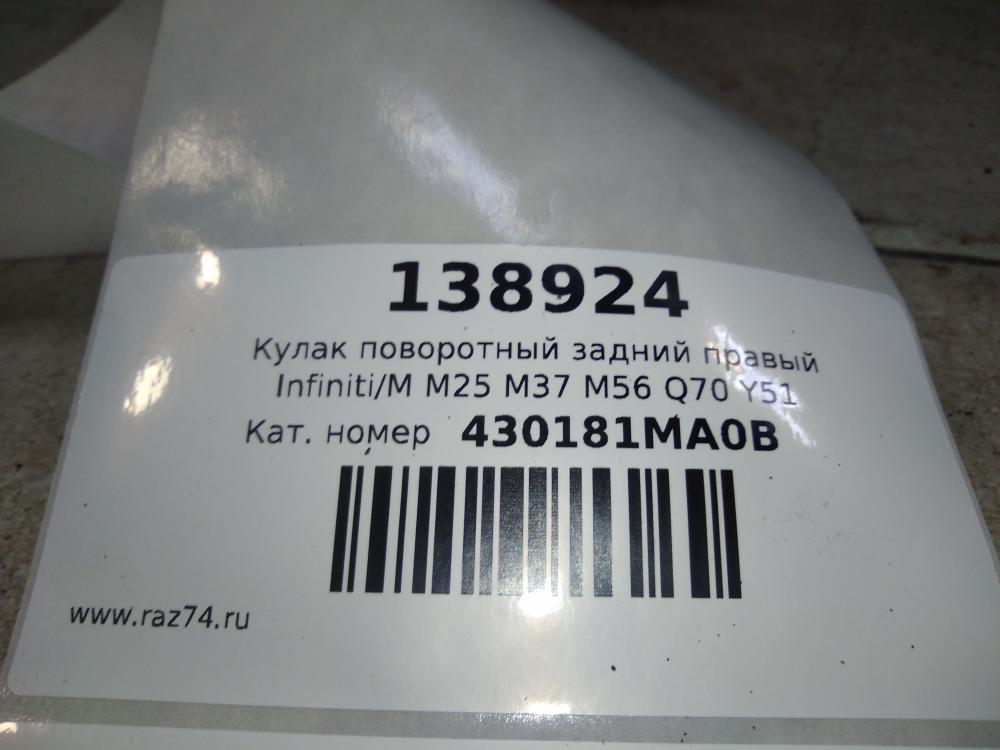 138924
Кулак поворотный задний правый
Infiniti/M M25 M37 M56 Q70 Y51
Кат. номер 430181MA0B
www.raz74.ru